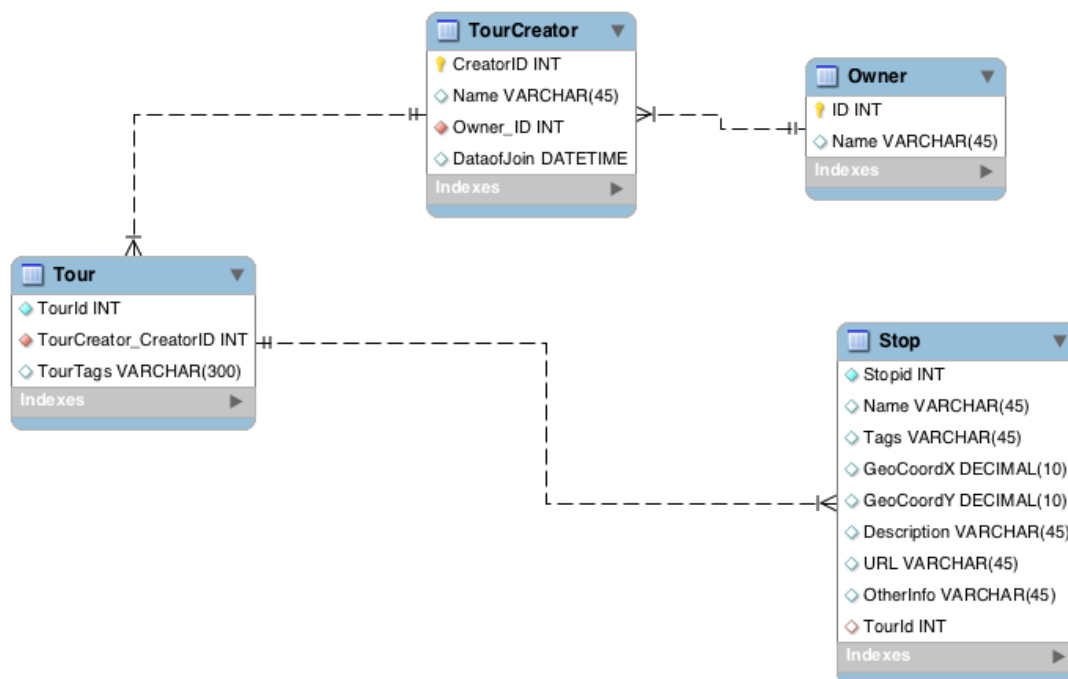 TourCreator
CreatorID INT
Name VARCHAR(45)
Owner_ID INT
DataofJoin DATETIME
Indexes
Owner
ID INT
Name VARCHAR(45)
Indexes
Tour
TourId INT
TourCreator_CreatorID INT
TourTags VARCHAR(300)
Indexes
Stop
Stopid INT
Name VARCHAR(45)
Tags VARCHAR(45)
GeoCoordX DECIMAL(10)
GeoCoordY DECIMAL(10)
Description VARCHAR(45)
URL VARCHAR(45)
OtherInfo VARCHAR(45)
TourId INT
Indexes